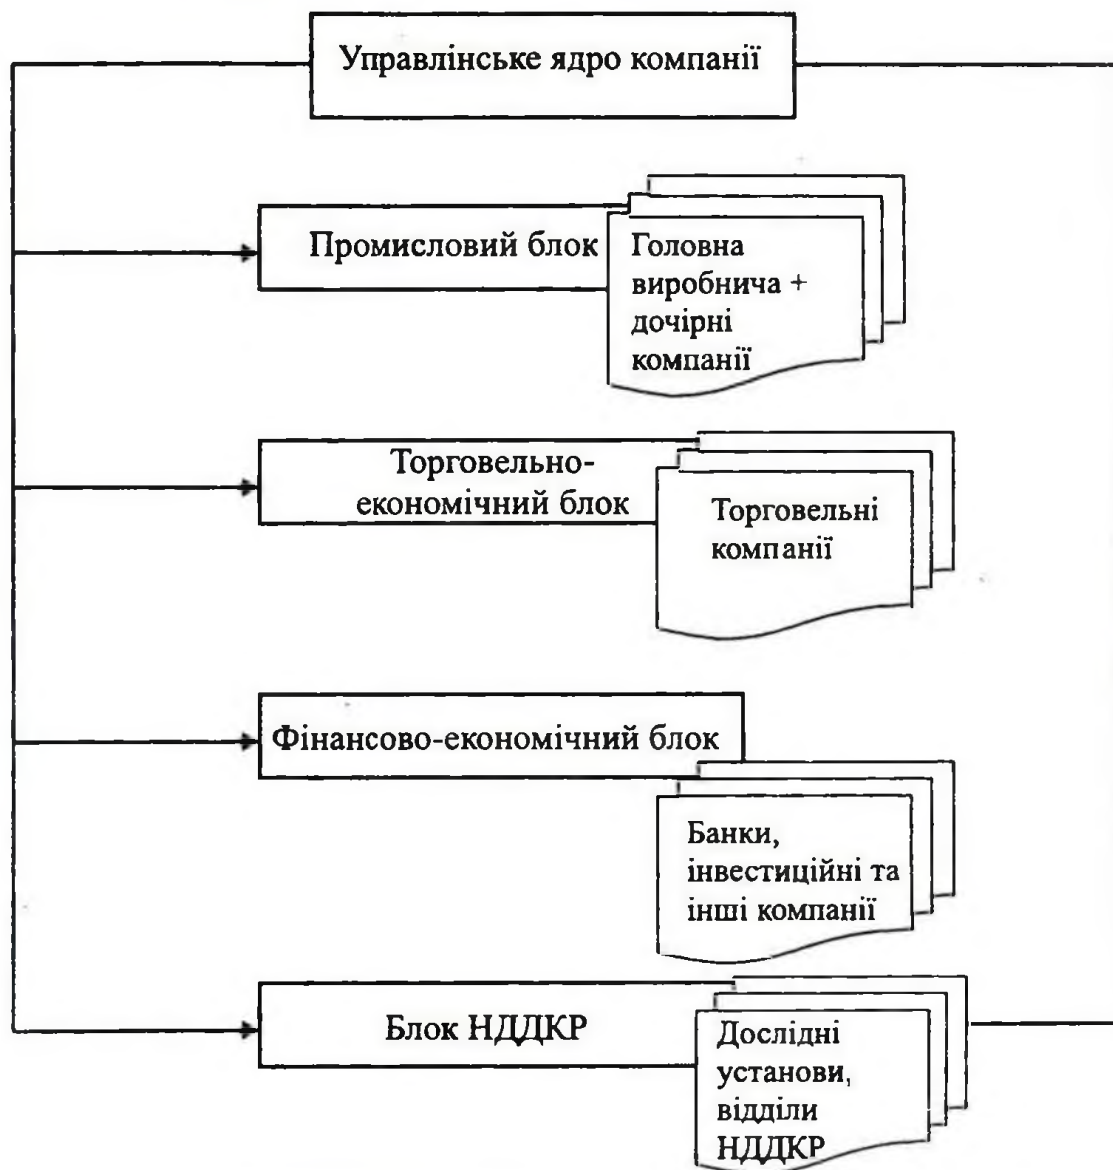 Управлінське ядро компанії
Промисловий блок
Головна
виробнича +
дочірні
компанії
Торговельно-
економічний блок
Торговельні
компанії
Фінансово-економічний блок
Банки,
інвестиційні та
інші компанії
Блок НДДКР
Дослідні
установи,
відділи
НДДКР